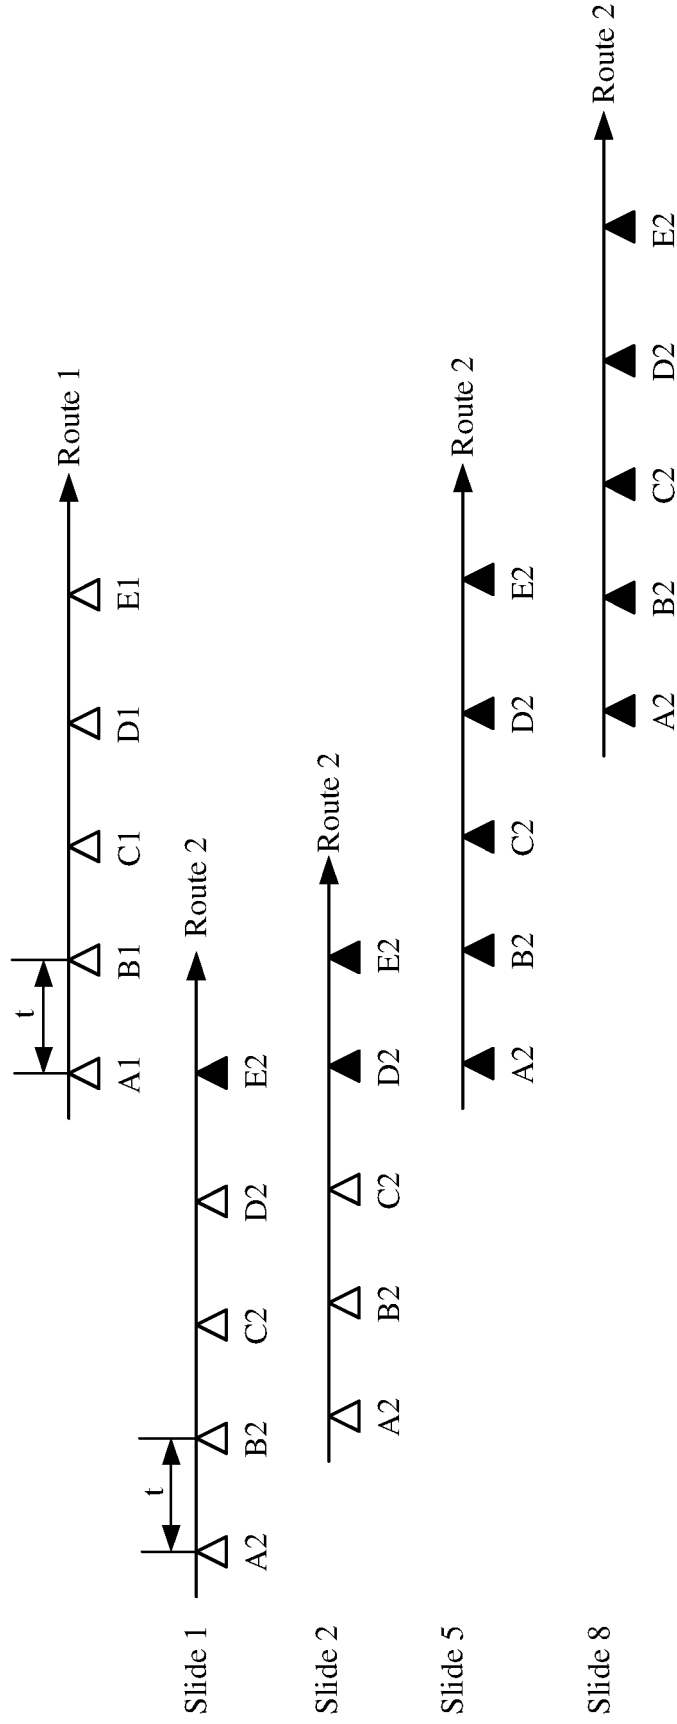 t
A1 B1 C1 D1 E1 Route 1
t
Slide 1 A2 B2 C2 D2 E2 Route 2
Slide 2 A2 B2 C2 D2 E2 Route 2
Slide 5 A2 B2 C2 D2 E2 Route 2
Slide 8 A2 B2 C2 D2 E2 Route 2